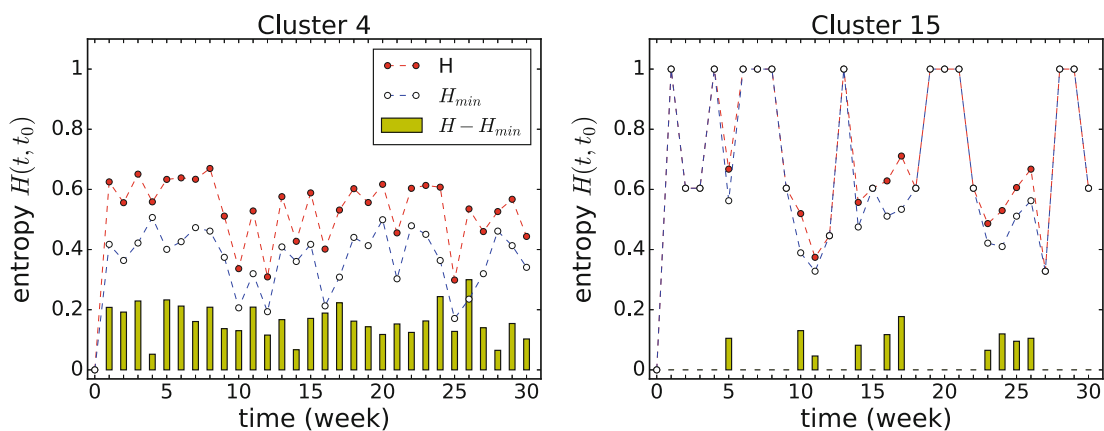 Cluster 4
entropy H(t, t₀)
1
0.8
0.6
0.4
0.2
0
H
H_min
H − H_min
0 5 10 15 20 25 30
time (week)
Cluster 15
entropy H(t, t₀)
1
0.8
0.6
0.4
0.2
0
0 5 10 15 20 25 30
time (week)